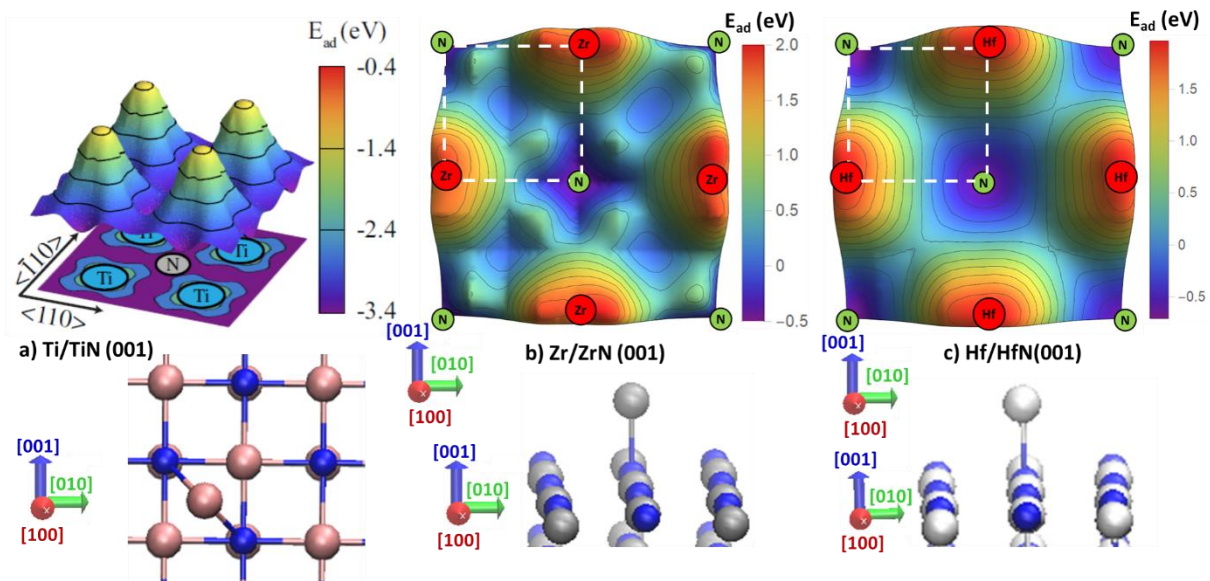 E_ad (eV)
-0.4
-1.4
-2.4
-3.4
Ti
Ti
N
Ti
Ti
<1̄10>
<110>
a) Ti/TiN (001)
[001]
[010]
x
[100]
E_ad (eV)
2.0
1.5
1.0
0.5
0
-0.5
N
Zr
N
Zr
N
Zr
N
Zr
N
[001]
[010]
x
[100]
b) Zr/ZrN (001)
[001]
[010]
x
[100]
E_ad (eV)
1.5
1.0
0.5
0
-0.5
N
Hf
N
Hf
N
Hf
N
Hf
N
[001]
[010]
x
[100]
c) Hf/HfN(001)
[001]
[010]
x
[100]